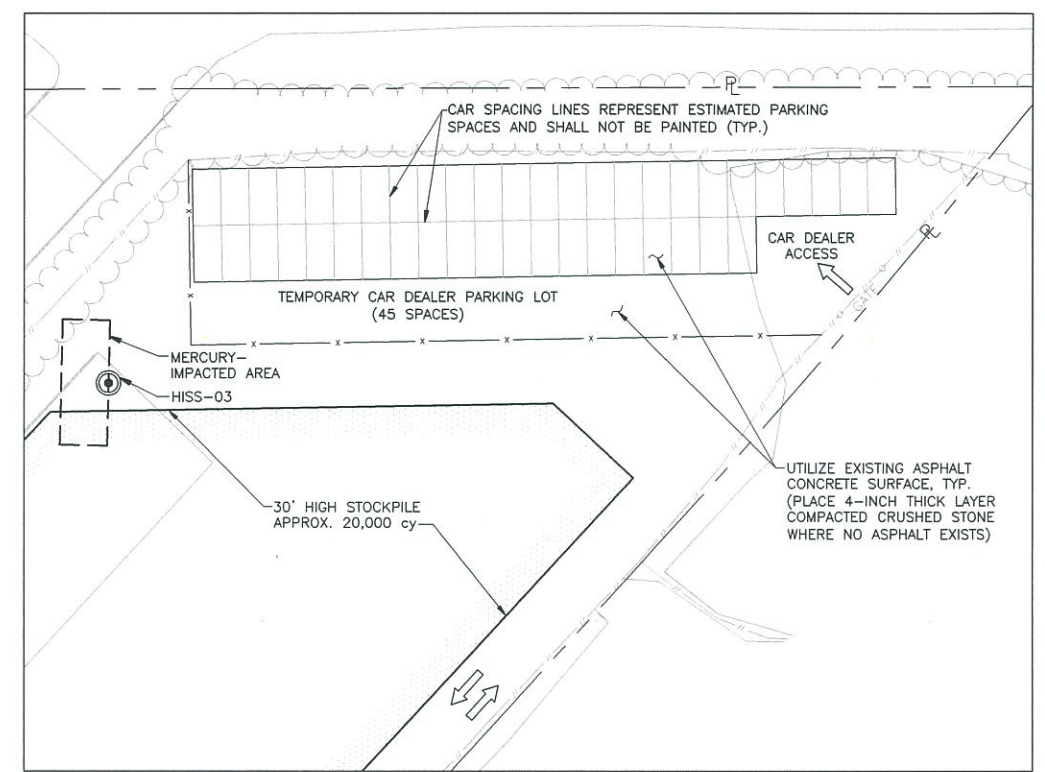 PL
CAR SPACING LINES REPRESENT ESTIMATED PARKING
SPACES AND SHALL NOT BE PAINTED (TYP.)
x
PL
CAR DEALER
ACCESS
GATE
TEMPORARY CAR DEALER PARKING LOT
(45 SPACES)
x
x x x x x x x
MERCURY-
IMPACTED AREA
HISS-03
30' HIGH STOCKPILE
APPROX. 20,000 cy
UTILIZE EXISTING ASPHALT
CONCRETE SURFACE, TYP.
(PLACE 4-INCH THICK LAYER
COMPACTED CRUSHED STONE
WHERE NO ASPHALT EXISTS)